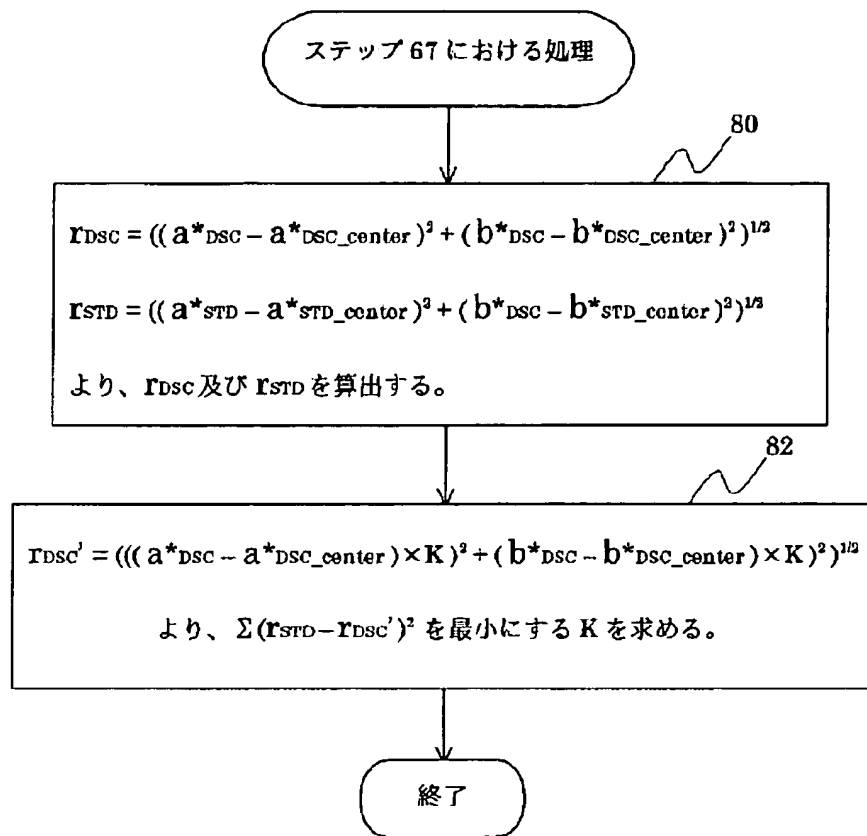 ステップ 67 における処理
80
rDSC = (( a*DSC – a*DSC_center )² + ( b*DSC – b*DSC_center )² )^1/2
rSTD = (( a*STD – a*STD_center )² + ( b*DSC – b*STD_center )² )^1/2
より、rDSC 及び rSTD を算出する。
82
rDSC' = ((( a*DSC – a*DSC_center ) × K )² + ( b*DSC – b*DSC_center ) × K )² )^1/2
より、Σ(rSTD–rDSC')² を最小にする K を求める。
終了